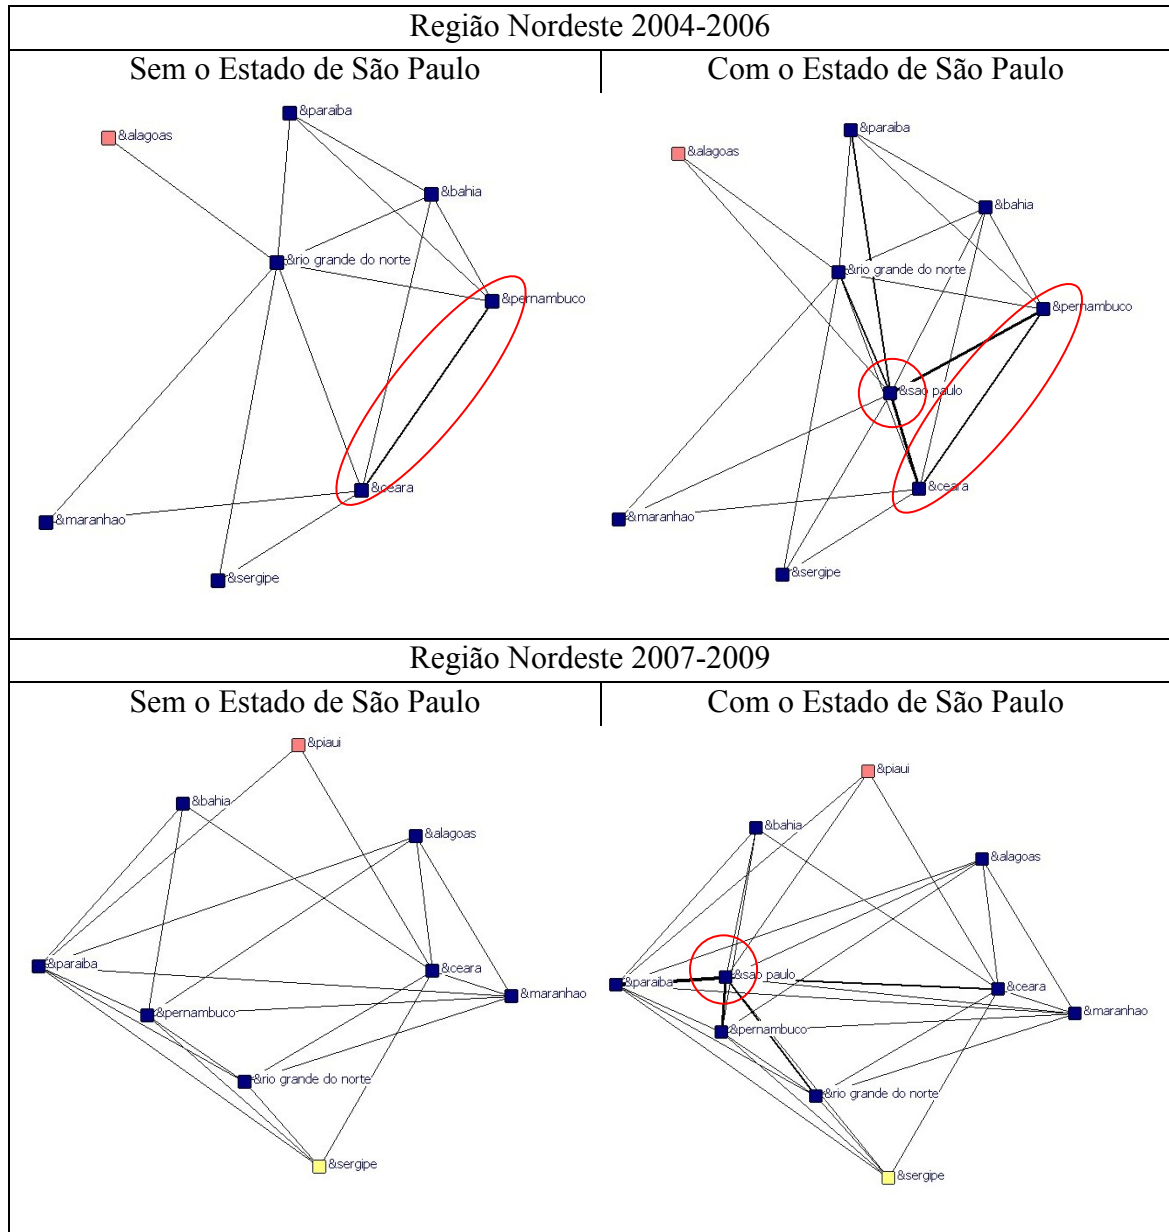 Região Nordeste 2004-2006
Sem o Estado de São Paulo
Com o Estado de São Paulo
&paraiba
&alagoas
&bahia
&rio grande do norte
&pernambuco
&ceara
&maranhao
&sergipe
&paraiba
&alagoas
&bahia
&rio grande do norte
&pernambuco
&sao paulo
&ceara
&maranhao
&sergipe
Região Nordeste 2007-2009
Sem o Estado de São Paulo
Com o Estado de São Paulo
&piaui
&bahia
&alagoas
&paraiba
&ceara
&maranhao
&pernambuco
&rio grande do norte
&sergipe
&piaui
&bahia
&alagoas
&sao paulo
&paraiba
&ceara
&maranhao
&pernambuco
&rio grande do norte
&sergipe